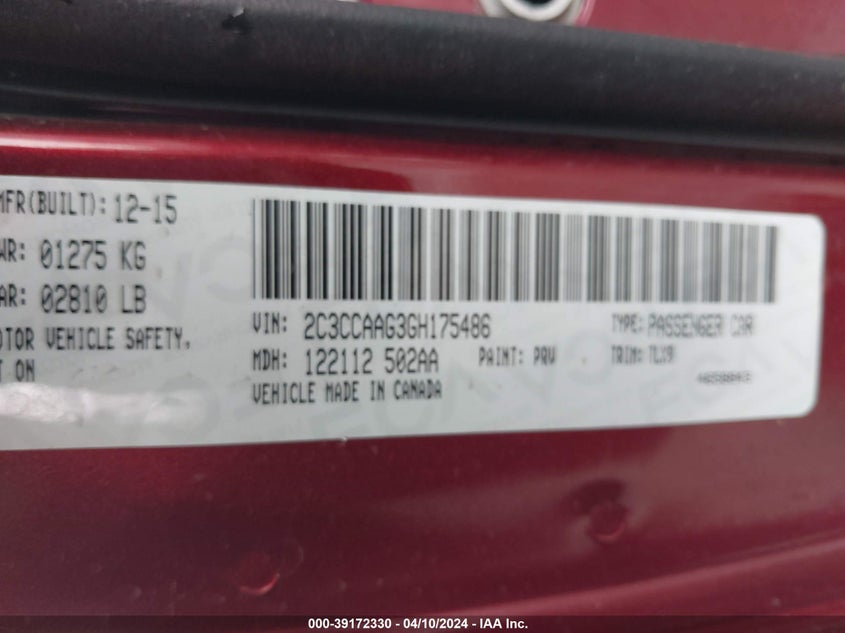 MFR(BUILT): 12-15
WR: 01275 KG
AR: 02810 LB
OTOR VEHICLE SAFETY,
T ON
VIN: 2C3CCAAG3GH175486
TYPE: PASSENGER CAR
MDH: 122112 502AA
PAINT: PRV
TRIM: TLX9
VEHICLE MADE IN CANADA
000-39172330 - 04/10/2024 - IAA Inc.